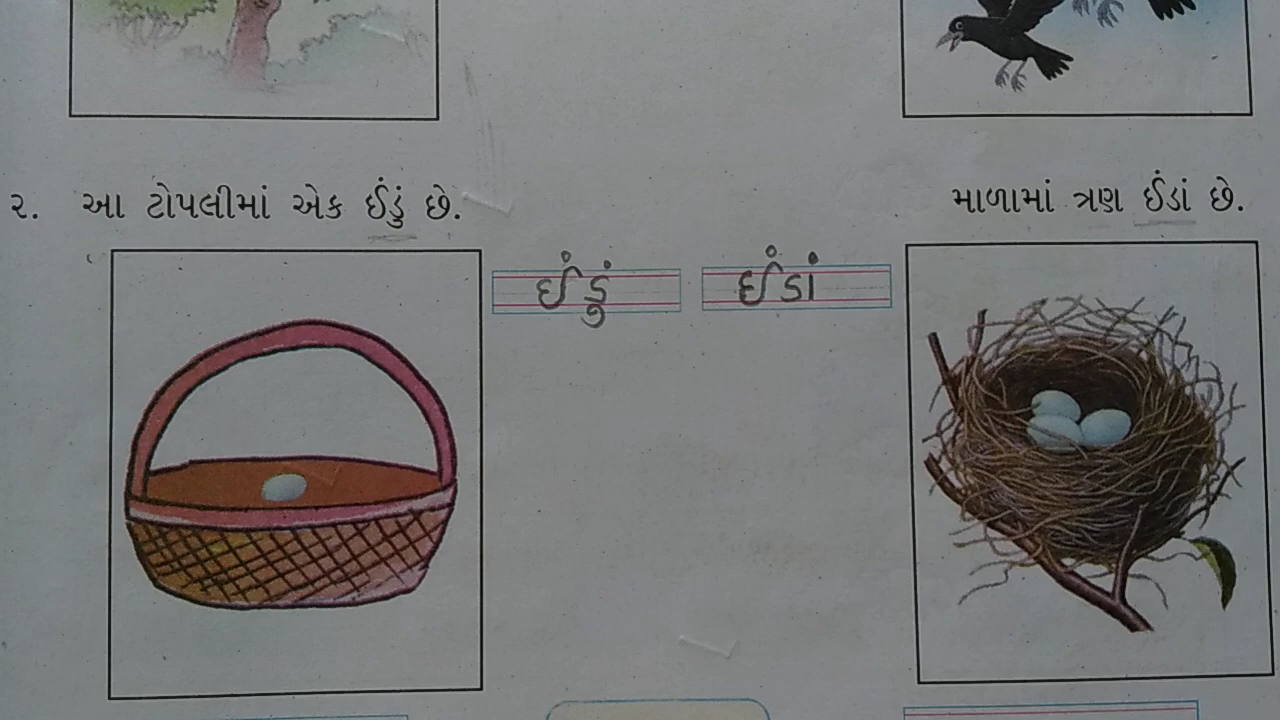 ૨. આ ટોપલીમાં એક ઈંડું છે. માળામાં ત્રણ ઈંડાં છે.
ઈંડું ઈંડાં